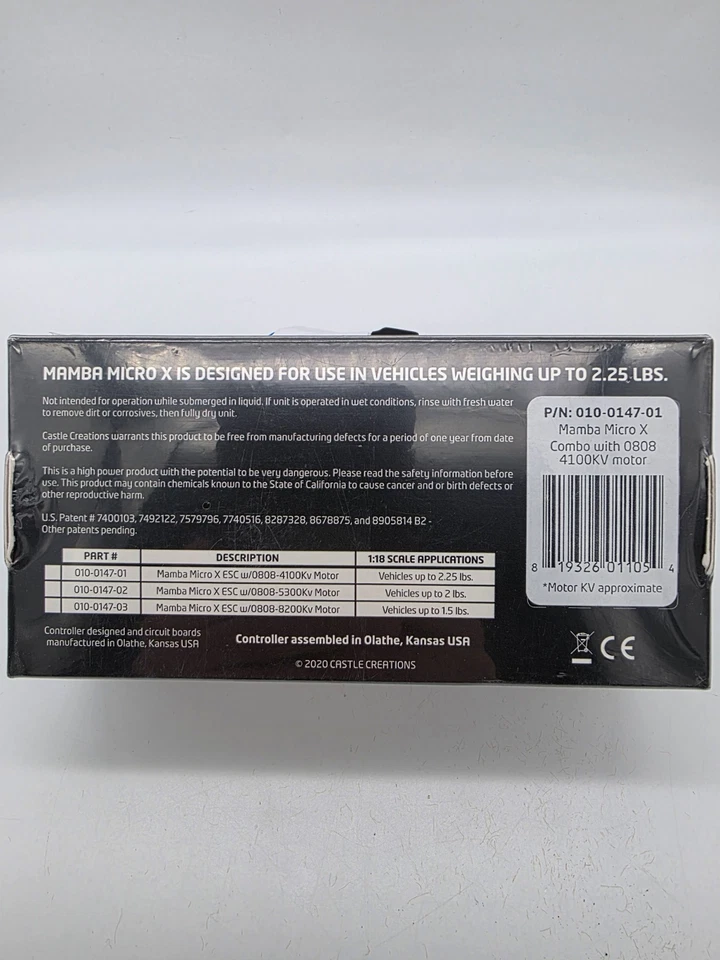 MAMBA MICRO X IS DESIGNED FOR USE IN VEHICLES WEIGHING UP TO 2.25 LBS.
Not intended for operation while submerged in liquid. If unit is operated in wet conditions, rinse with fresh water
to remove dirt or corrosives, then fully dry unit.
Castle Creations warrants this product to be free from manufacturing defects for a period of one year from date
of purchase.
This is a high power product with the potential to be very dangerous. Please read the safety information before
use. This product may contain chemicals known to the State of California to cause cancer and or birth defects or
other reproductive harm.
U.S. Patent # 7400103, 7492122, 7579796, 7740516, 8287328, 8678875, and 8905814 B2 -
Other patents pending.
PART # DESCRIPTION 1:18 SCALE APPLICATIONS
010-0147-01 Mamba Micro X ESC w/0808-4100Kv Motor Vehicles up to 2.25 lbs.
010-0147-02 Mamba Micro X ESC w/0808-5300Kv Motor Vehicles up to 2 lbs.
010-0147-03 Mamba Micro X ESC w/0808-8200Kv Motor Vehicles up to 1.5 lbs.
Controller designed and circuit boards
manufactured in Olathe, Kansas USA
Controller assembled in Olathe, Kansas USA
© 2020 CASTLE CREATIONS
P/N: 010-0147-01
Mamba Micro X
Combo with 0808
4100KV motor
8 19326 01105 4
*Motor KV approximate
CE